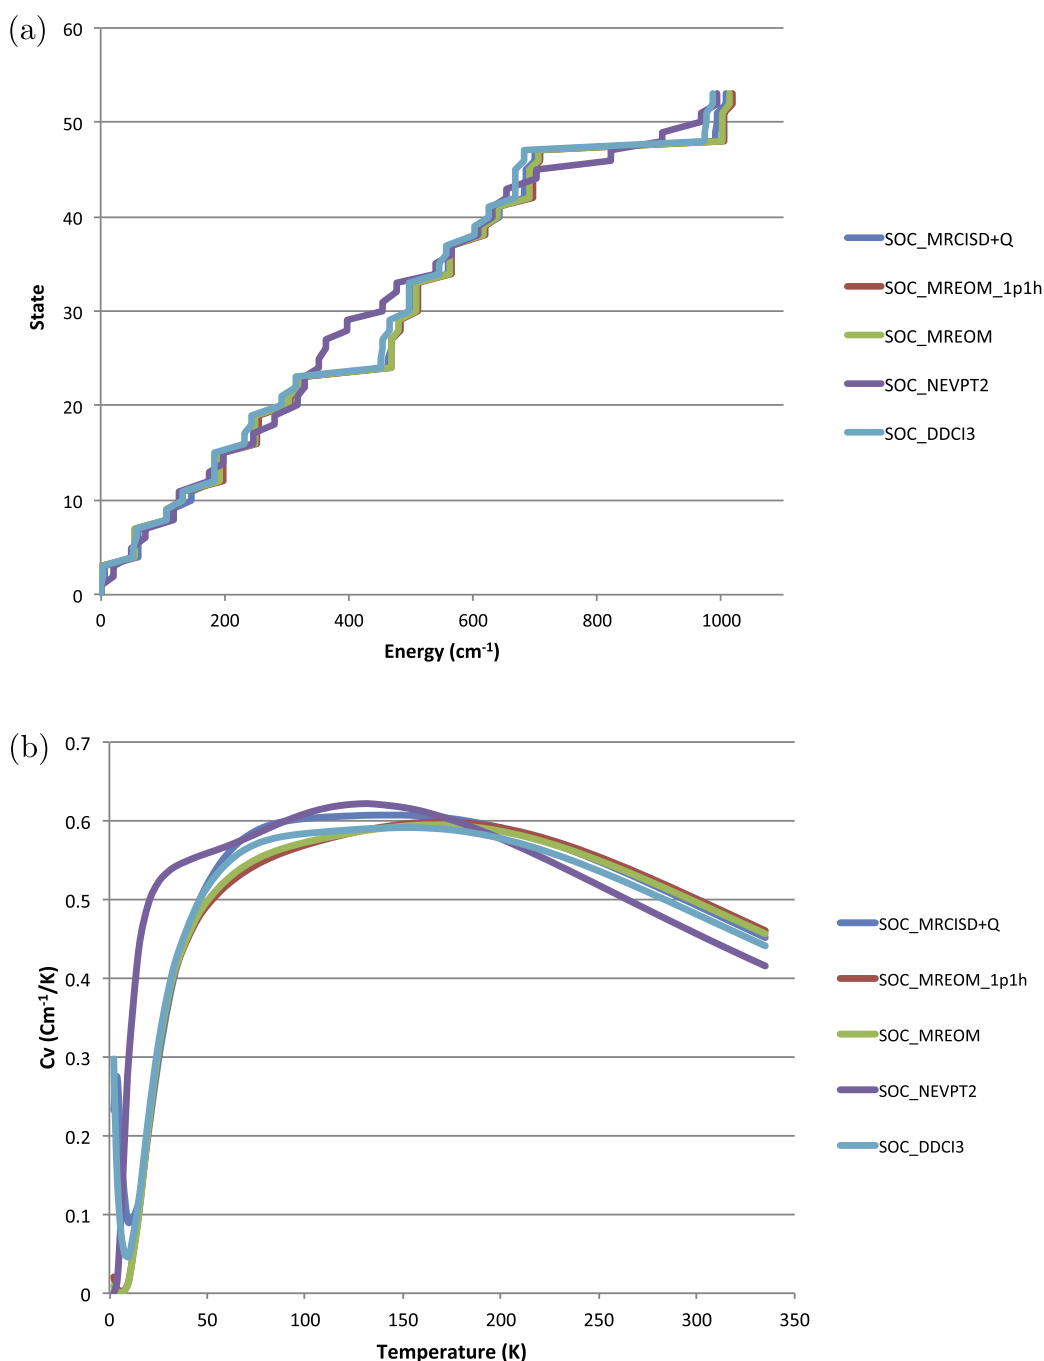 (a)
60
50
40
30
20
10
0
State
0 200 400 600 800 1000
Energy (cm-1)
SOC_MRCISD+Q
SOC_MREOM_1p1h
SOC_MREOM
SOC_NEVPT2
SOC_DDCI3
(b)
0.7
0.6
0.5
0.4
0.3
0.2
0.1
0
Cv (Cm-1/K)
0 50 100 150 200 250 300 350
Temperature (K)
SOC_MRCISD+Q
SOC_MREOM_1p1h
SOC_MREOM
SOC_NEVPT2
SOC_DDCI3